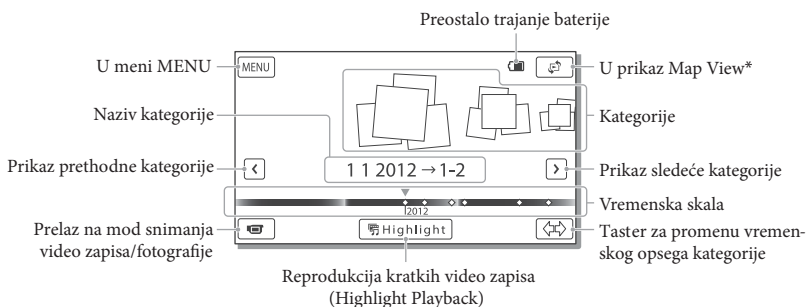 Preostalo trajanje baterije
U meni MENU
MENU
U prikaz Map View*
Naziv kategorije
Kategorije
Prikaz prethodne kategorije
1 1 2012 →1-2
Prikaz sledeće kategorije
2012
Vremenska skala
Prelaz na mod snimanja
video zapisa/fotografije
Highlight
Taster za promenu vremen-
skog opsega kategorije
Reprodukcija kratkih video zapisa
(Highlight Playback)